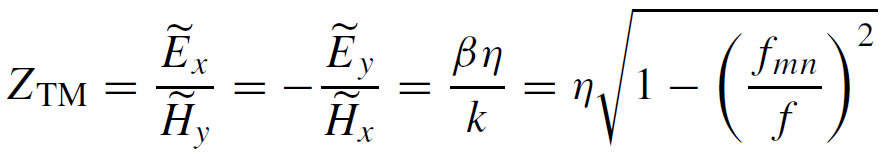 Z_TM = Ẽ_x / H̃_y = − Ẽ_y / H̃_x = βη / k = η √(1 − (f_mn / f)²)